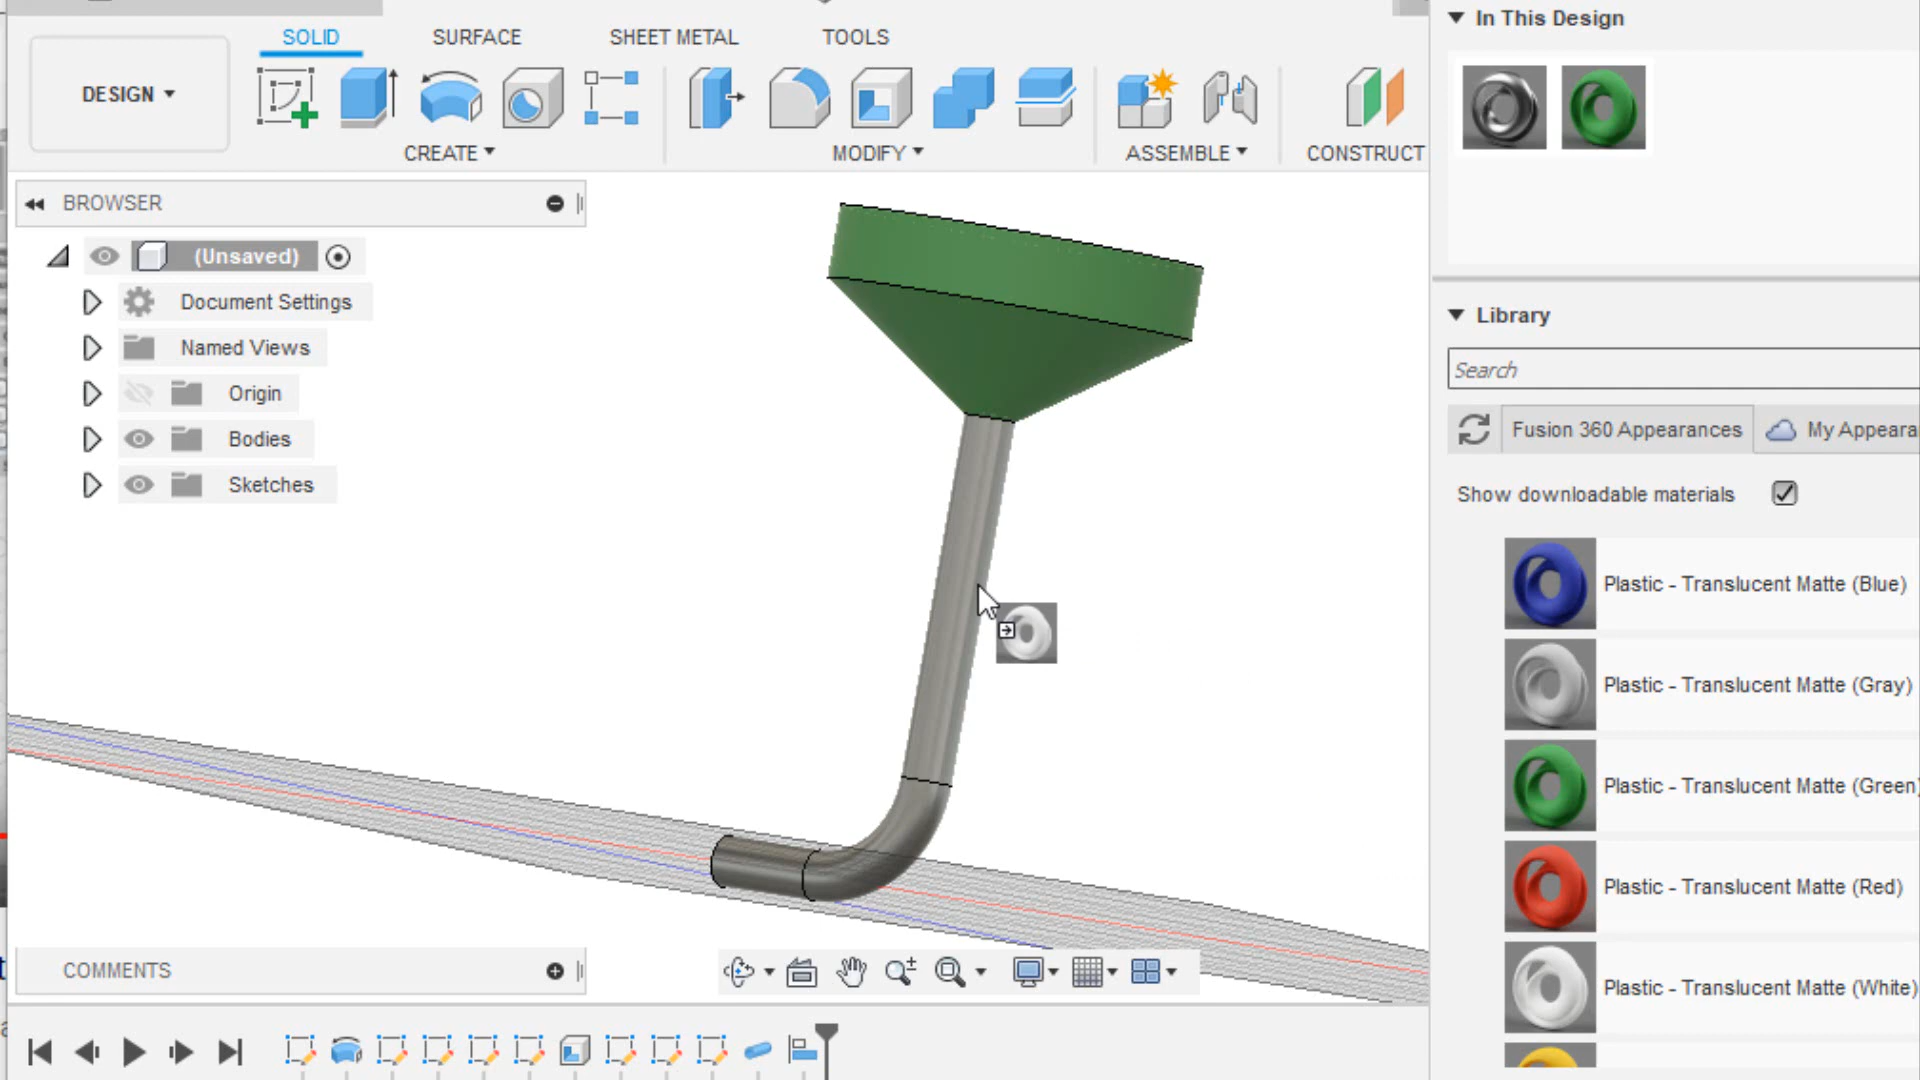 SOLID SURFACE SHEET METAL TOOLS
DESIGN
CREATE MODIFY ASSEMBLE CONSTRUCT
BROWSER
(Unsaved)
Document Settings
Named Views
Origin
Bodies
Sketches
COMMENTS
In This Design
Library
Search
Fusion 360 Appearances My Appeara
Show downloadable materials
Plastic - Translucent Matte (Blue)
Plastic - Translucent Matte (Gray)
Plastic - Translucent Matte (Green)
Plastic - Translucent Matte (Red)
Plastic - Translucent Matte (White)